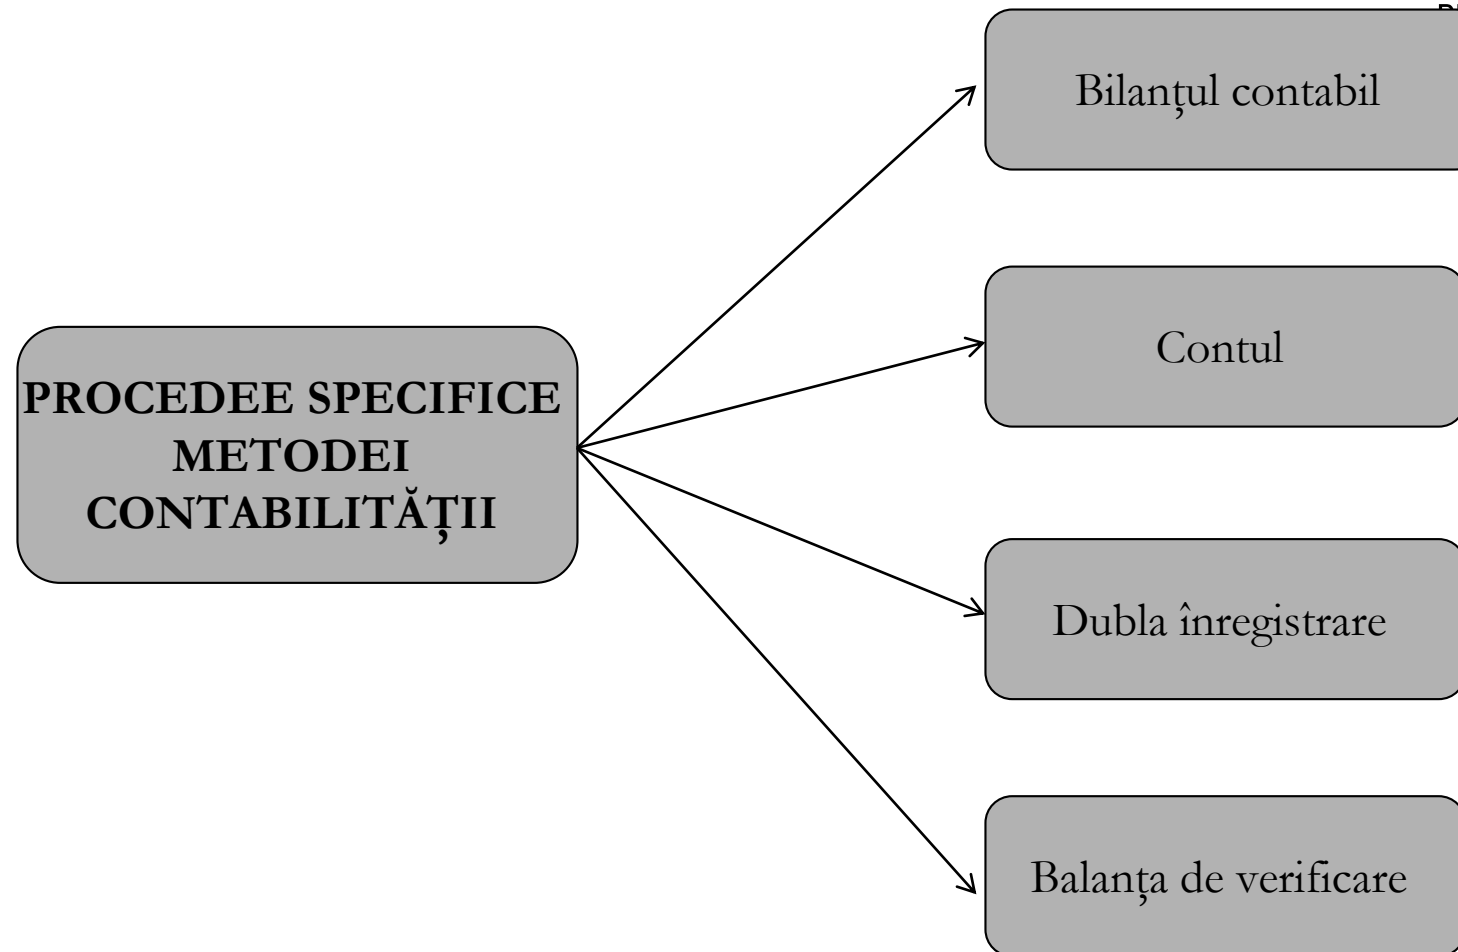 Bilanțul contabil
Contul
PROCEDEE SPECIFICE
METODEI
CONTABILITĂȚII
Dubla înregistrare
Balanța de verificare